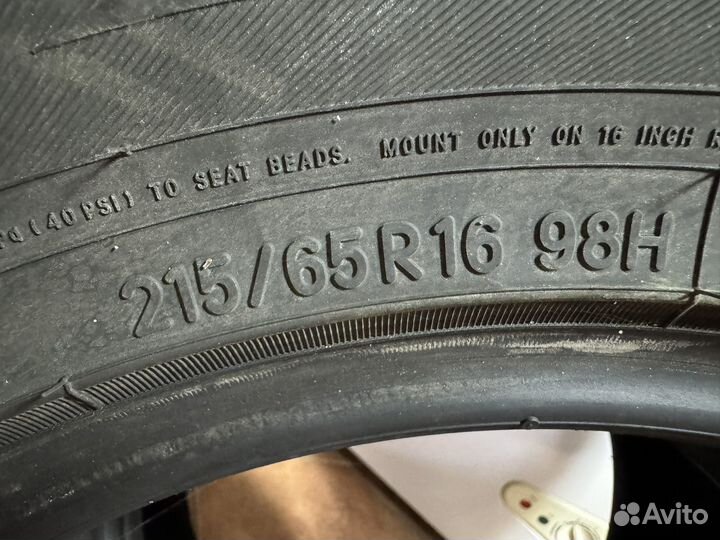 (40 PSI) TO SEAT BEADS. MOUNT ONLY ON 16 INCH
215/65R16 98H
Avito